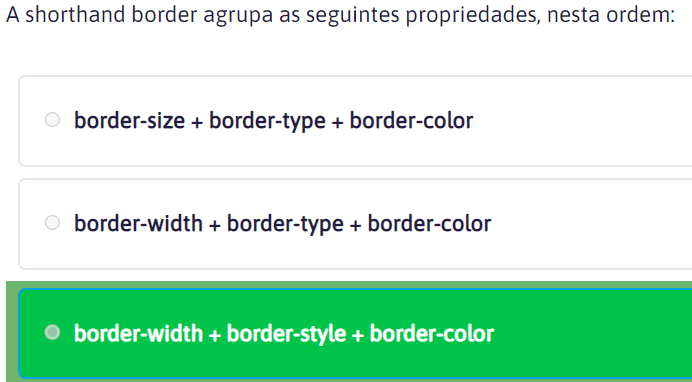 A shorthand border agrupa as seguintes propriedades, nesta ordem:
border-size + border-type + border-color
border-width + border-type + border-color
border-width + border-style + border-color